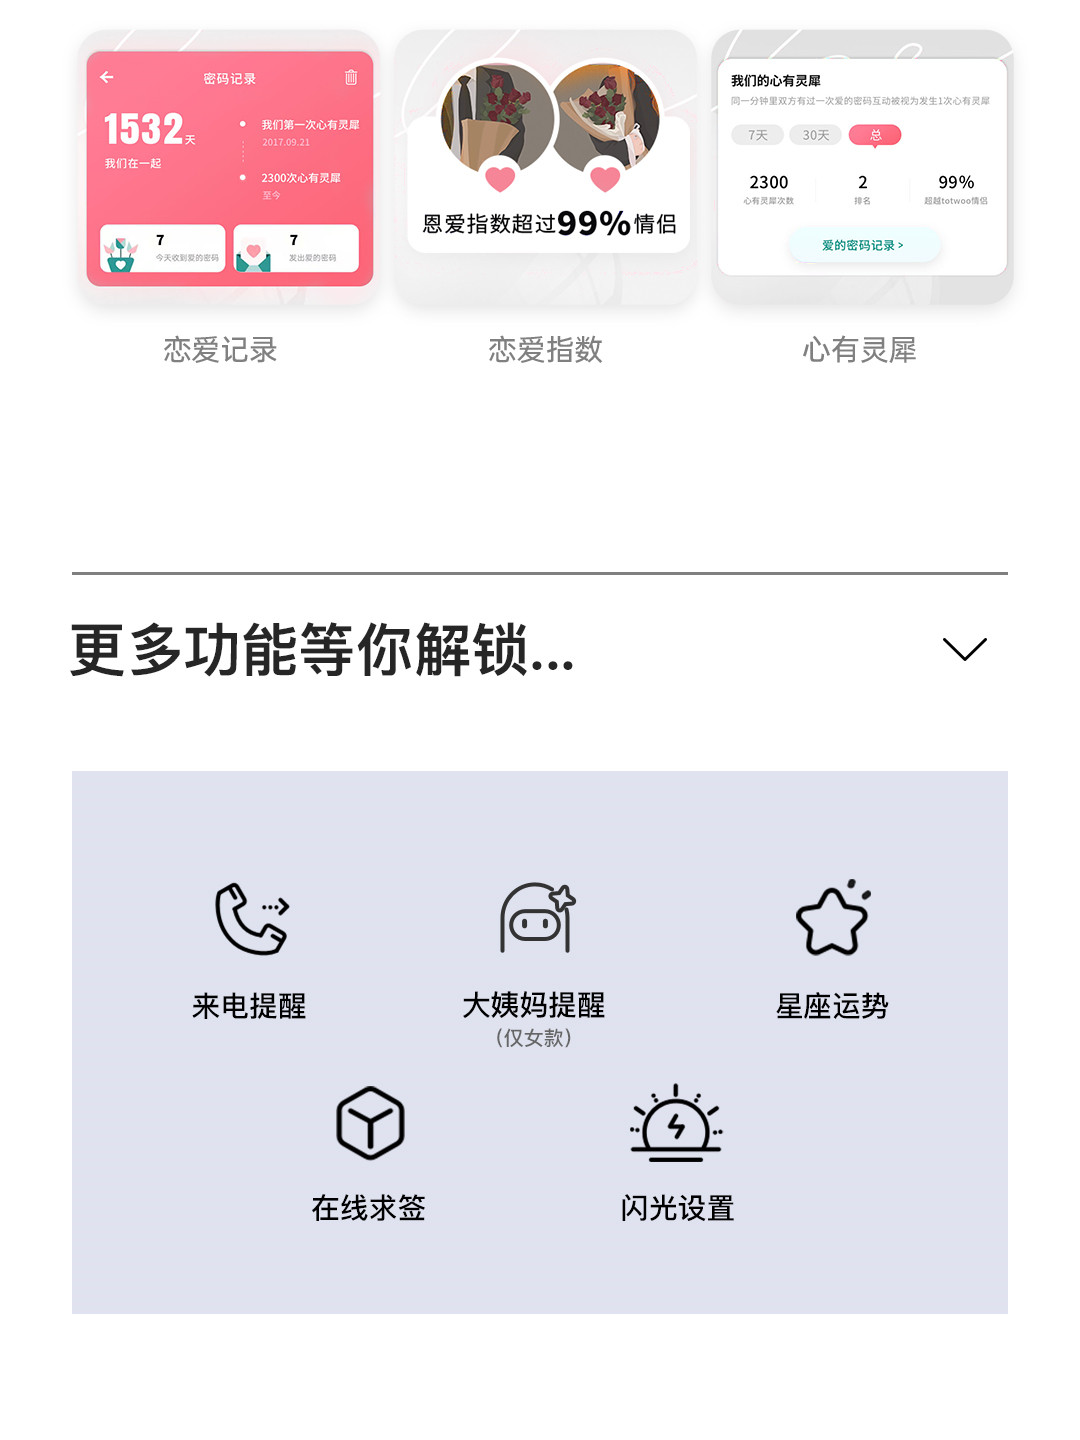 密码记录
1532天
我们在一起
我们第一次心有灵犀
2017.09.21
2300次心有灵犀
至今
7
今天收到爱的密码
7
发出爱的密码
恩爱指数超过99%情侣
我们的心有灵犀
同一分钟里双方有过一次爱的密码互动被视为发生1次心有灵犀
7天
30天
总
2300
心有灵犀次数
2
排名
99%
超越totwoo情侣
爱的密码记录 >
恋爱记录
恋爱指数
心有灵犀
更多功能等你解锁...
来电提醒
大姨妈提醒
（仅女款）
星座运势
在线求签
闪光设置